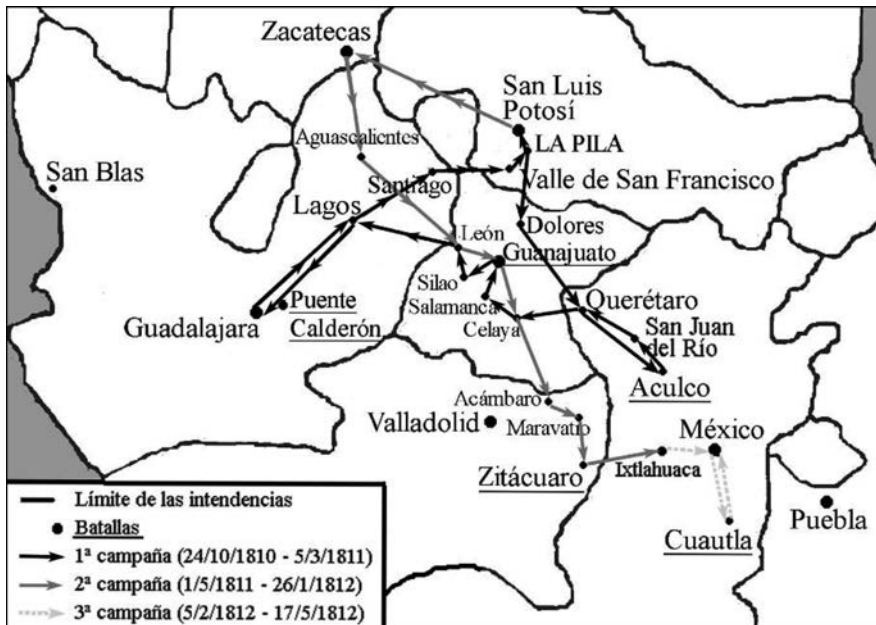 Zacatecas
San Luis
Potosí
Aguascalientes
LA PILA
San Blas
Santiago
Valle de San Francisco
Lagos
León
Dolores
Guanajuato
Silao
Puente
Calderón
Salamanca
Querétaro
Guadalajara
Celaya
San Juan
del Río
Aculco
Acámbaro
Valladolid
Maravatío
México
Zitácuaro
Ixtlahuaca
Puebla
Cuautla
Límite de las intendencias
Batallas
1ª campaña (24/10/1810 - 5/3/1811)
2ª campaña (1/5/1811 - 26/1/1812)
3ª campaña (5/2/1812 - 17/5/1812)